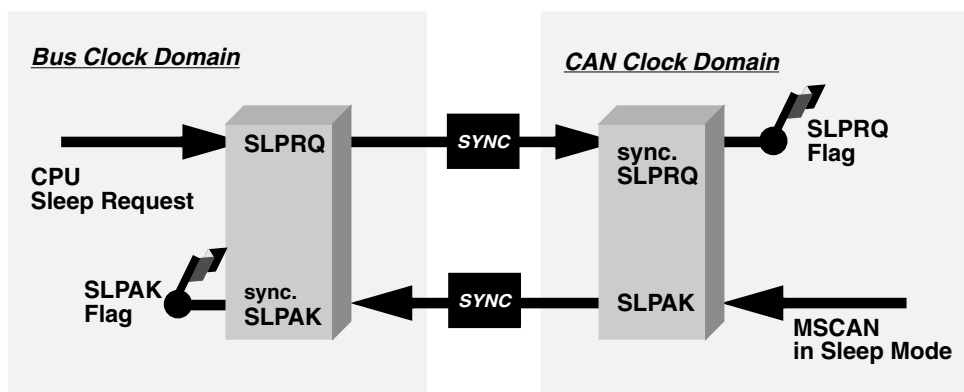 Bus Clock Domain
CAN Clock Domain
SLPRQ
SYNC
sync.
SLPRQ
SLPRQ
Flag
CPU
Sleep Request
SLPAK
Flag
sync.
SLPAK
SYNC
SLPAK
MSCAN
in Sleep Mode